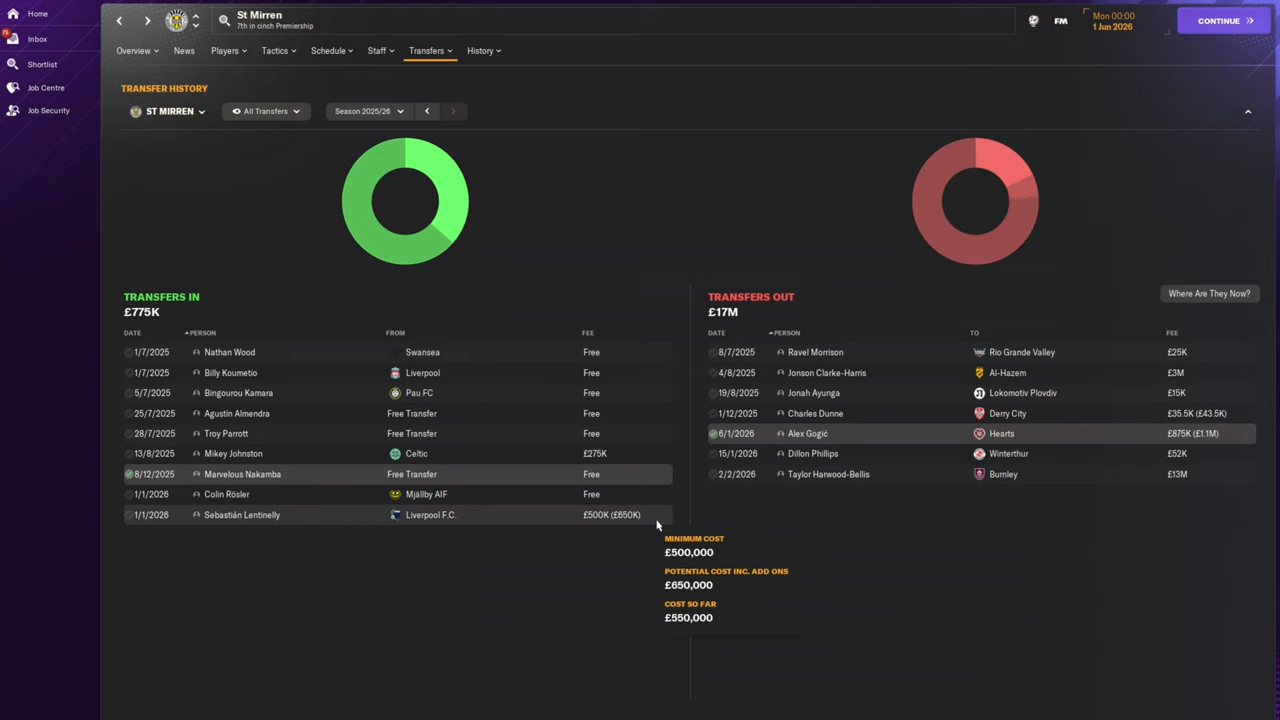 Home
St Mirren
7th in cinch Premiership
FM
Mon 00:00
1 Jun 2026
CONTINUE
Inbox
Overview
News
Players
Tactics
Schedule
Staff
Transfers
History
Shortlist
Job Centre
Job Security
TRANSFER HISTORY
ST MIRREN
All Transfers
Season 2025/26
TRANSFERS IN
£775K
DATE PERSON FROM FEE
1/7/2025 Nathan Wood Swansea Free
1/7/2025 Billy Koumetio Liverpool Free
5/7/2025 Bingourou Kamara Pau FC Free
25/7/2025 Agustín Almendra Free Transfer Free
28/7/2025 Troy Parrott Free Transfer Free
13/8/2025 Mikey Johnston Celtic £275K
8/12/2025 Marvelous Nakamba Free Transfer Free
1/1/2026 Colin Rösler Mjällby AIF Free
1/1/2026 Sebastián Lentinelly Liverpool F.C. £500K (£650K)
MINIMUM COST
£500,000
POTENTIAL COST INC. ADD ONS
£650,000
COST SO FAR
£550,000
TRANSFERS OUT
£17M
Where Are They Now?
DATE PERSON TO FEE
8/7/2025 Ravel Morrison Rio Grande Valley £25K
4/8/2025 Jonson Clarke-Harris Al-Hazem £3M
19/8/2025 Jonah Ayunga Lokomotiv Plovdiv £15K
1/12/2025 Charles Dunne Derry City £35.5K (£43.5K)
6/1/2026 Alex Gogić Hearts £875K (£1.1M)
15/1/2026 Dillon Phillips Winterthur £52K
2/2/2026 Taylor Harwood-Bellis Burnley £13M